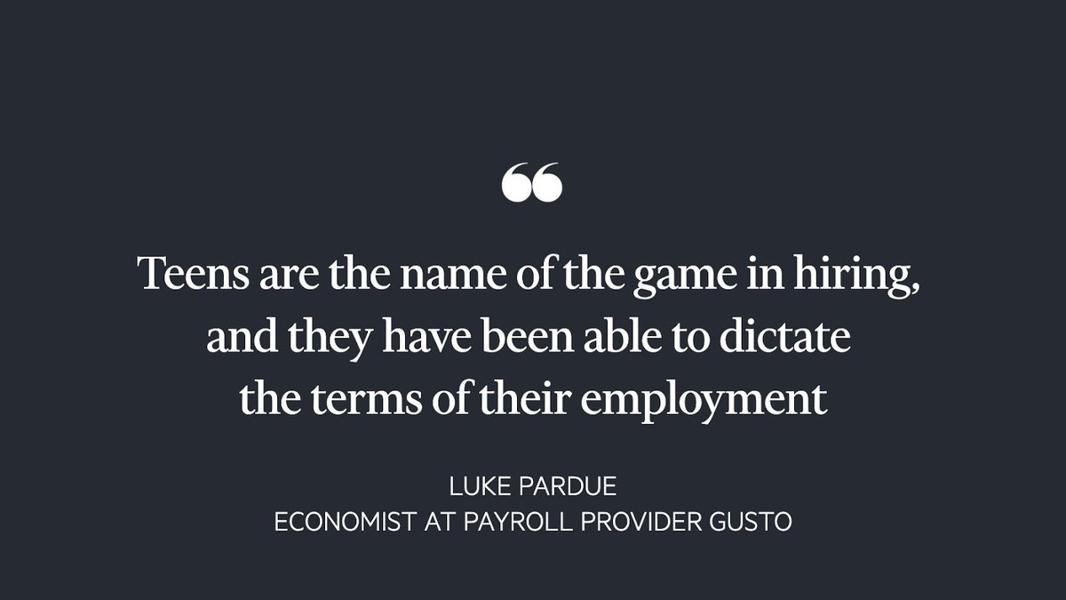 “
Teens are the name of the game in hiring,
and they have been able to dictate
the terms of their employment
LUKE PARDUE
ECONOMIST AT PAYROLL PROVIDER GUSTO